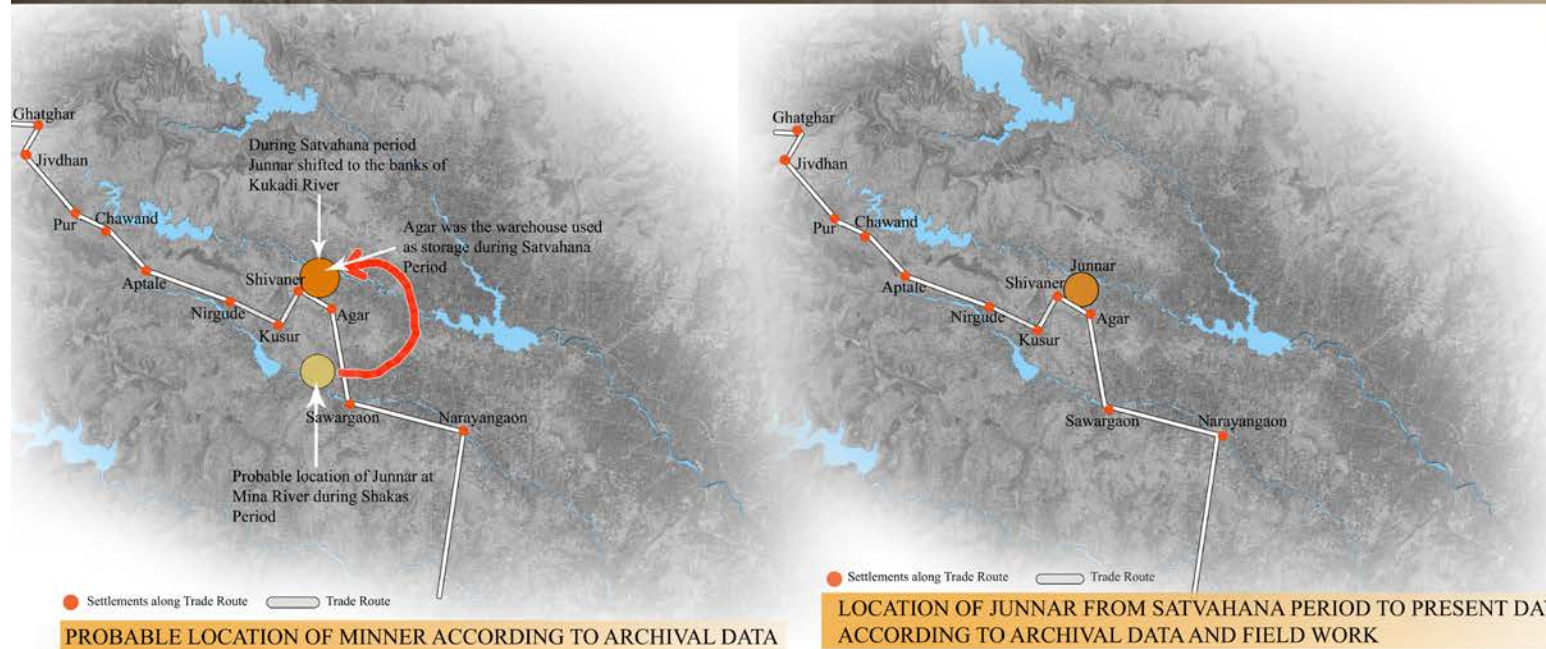 Ghatghar
Jivdhan
Pur
Chawand
Aptale
Nirgude
Kusur
Shivaner
Agar
Sawargaon
Narayangaon
During Satvahana period
Junnar shifted to the banks of
Kukadi River
Agar was the warehouse used
as storage during Satvahana
Period
Probable location of Junnar at
Mina River during Shakas
Period
Settlements along Trade Route
Trade Route
PROBABLE LOCATION OF MINNER ACCORDING TO ARCHIVAL DATA
Ghatghar
Jivdhan
Pur
Chawand
Aptale
Nirgude
Kusur
Shivaner
Junnar
Agar
Sawargaon
Narayangaon
Settlements along Trade Route
Trade Route
LOCATION OF JUNNAR FROM SATVAHANA PERIOD TO PRESENT DAY
ACCORDING TO ARCHIVAL DATA AND FIELD WORK